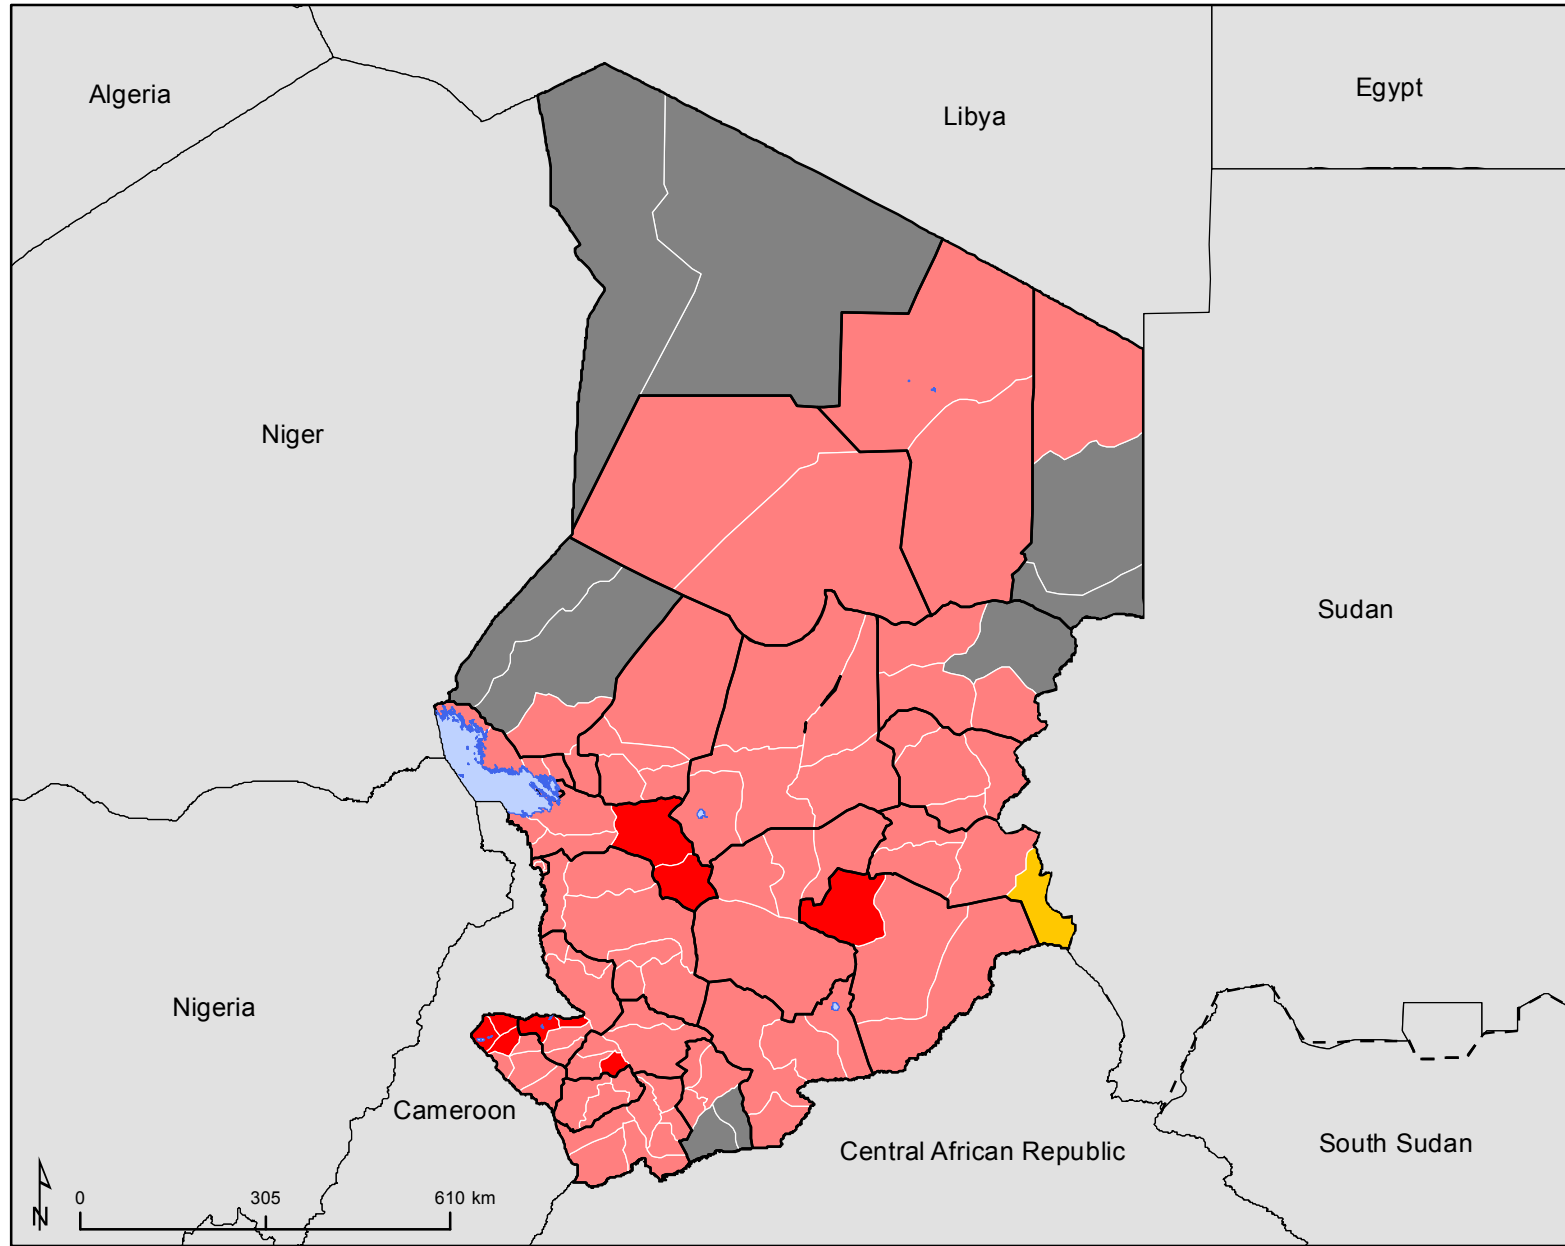 Algeria
Libya
Egypt
Niger
Sudan
Nigeria
Cameroon
Central African Republic
South Sudan
N
0 305 610 km